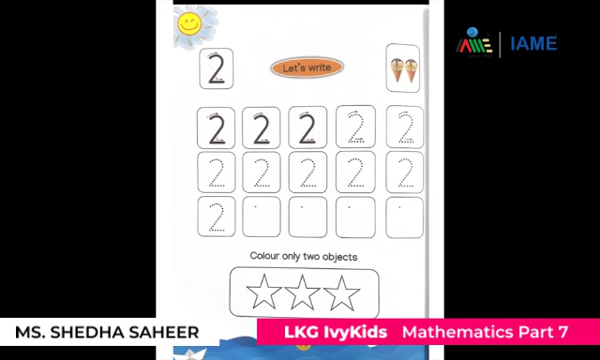 IAME
IAME
2
Let's write
2 2 2 2 2
2 2 2 2 2
2
Colour only two objects
MS. SHEDHA SAHEER
LKG IvyKids Mathematics Part 7